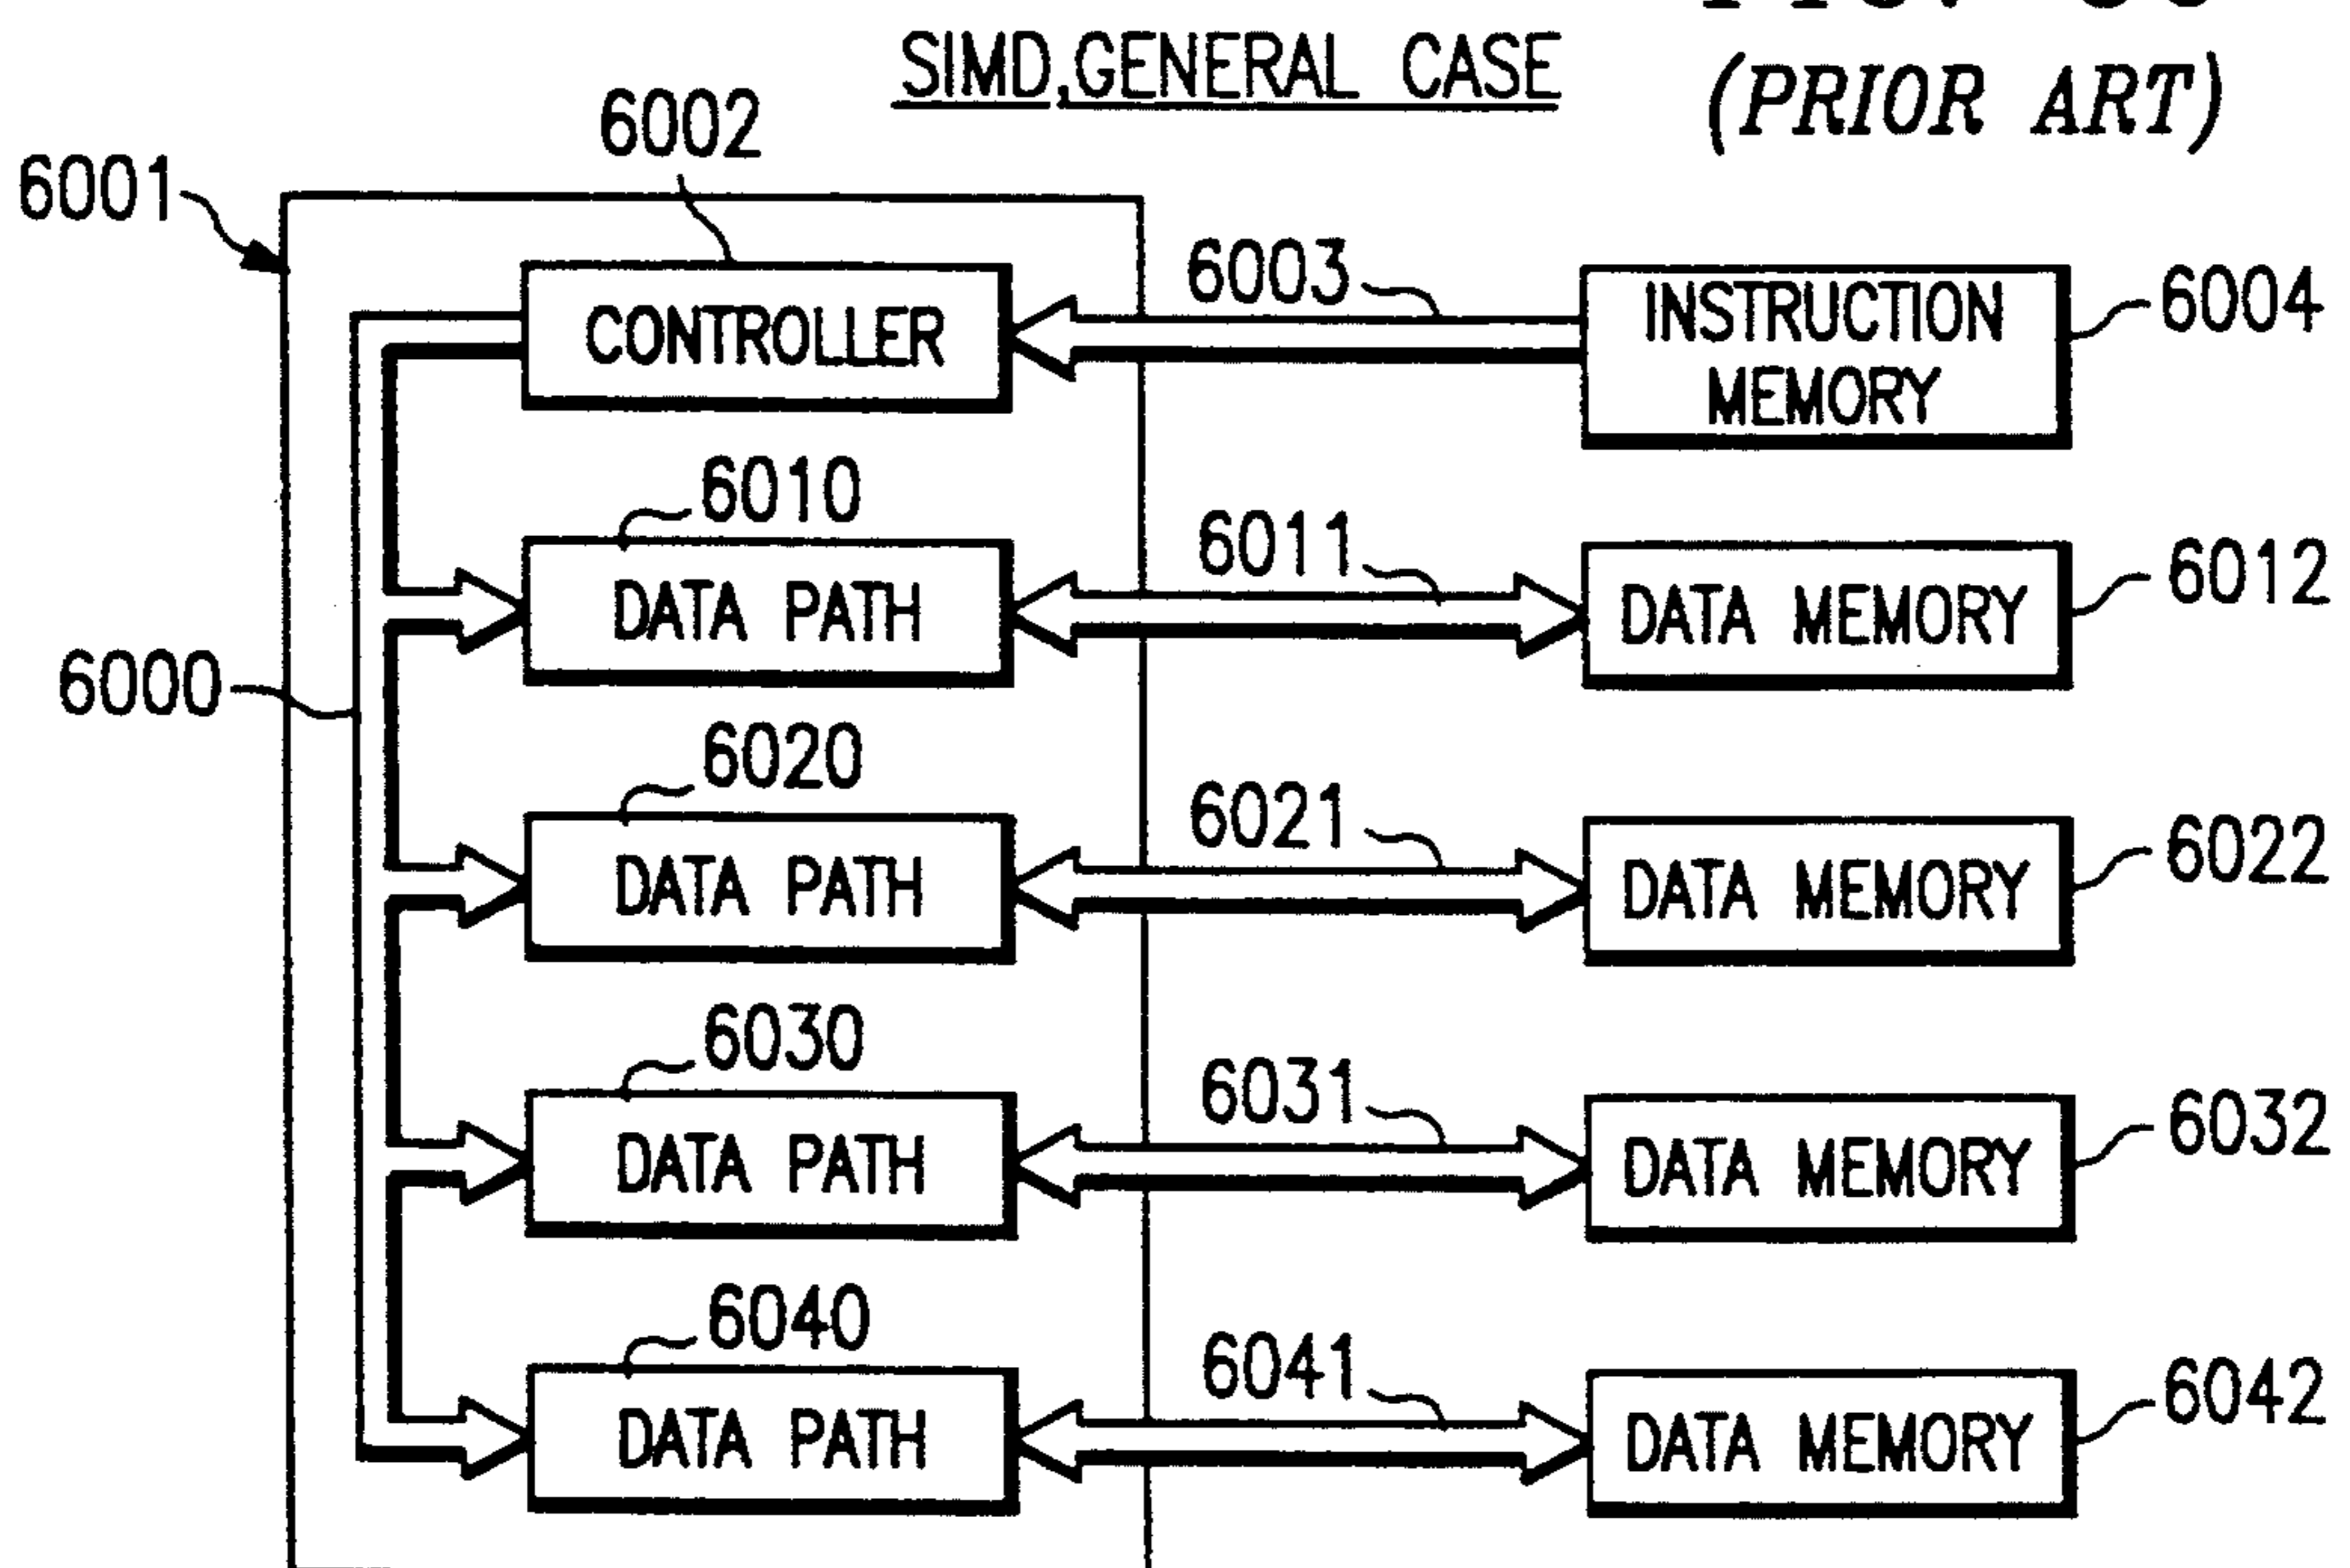 SIMD,GENERAL CASE
(PRIOR ART)
6002
6001
CONTROLLER
6003
INSTRUCTION
MEMORY
6004
6010
DATA PATH
6011
DATA MEMORY
6012
6000
6020
DATA PATH
6021
DATA MEMORY
6022
6030
DATA PATH
6031
DATA MEMORY
6032
6040
DATA PATH
6041
DATA MEMORY
6042